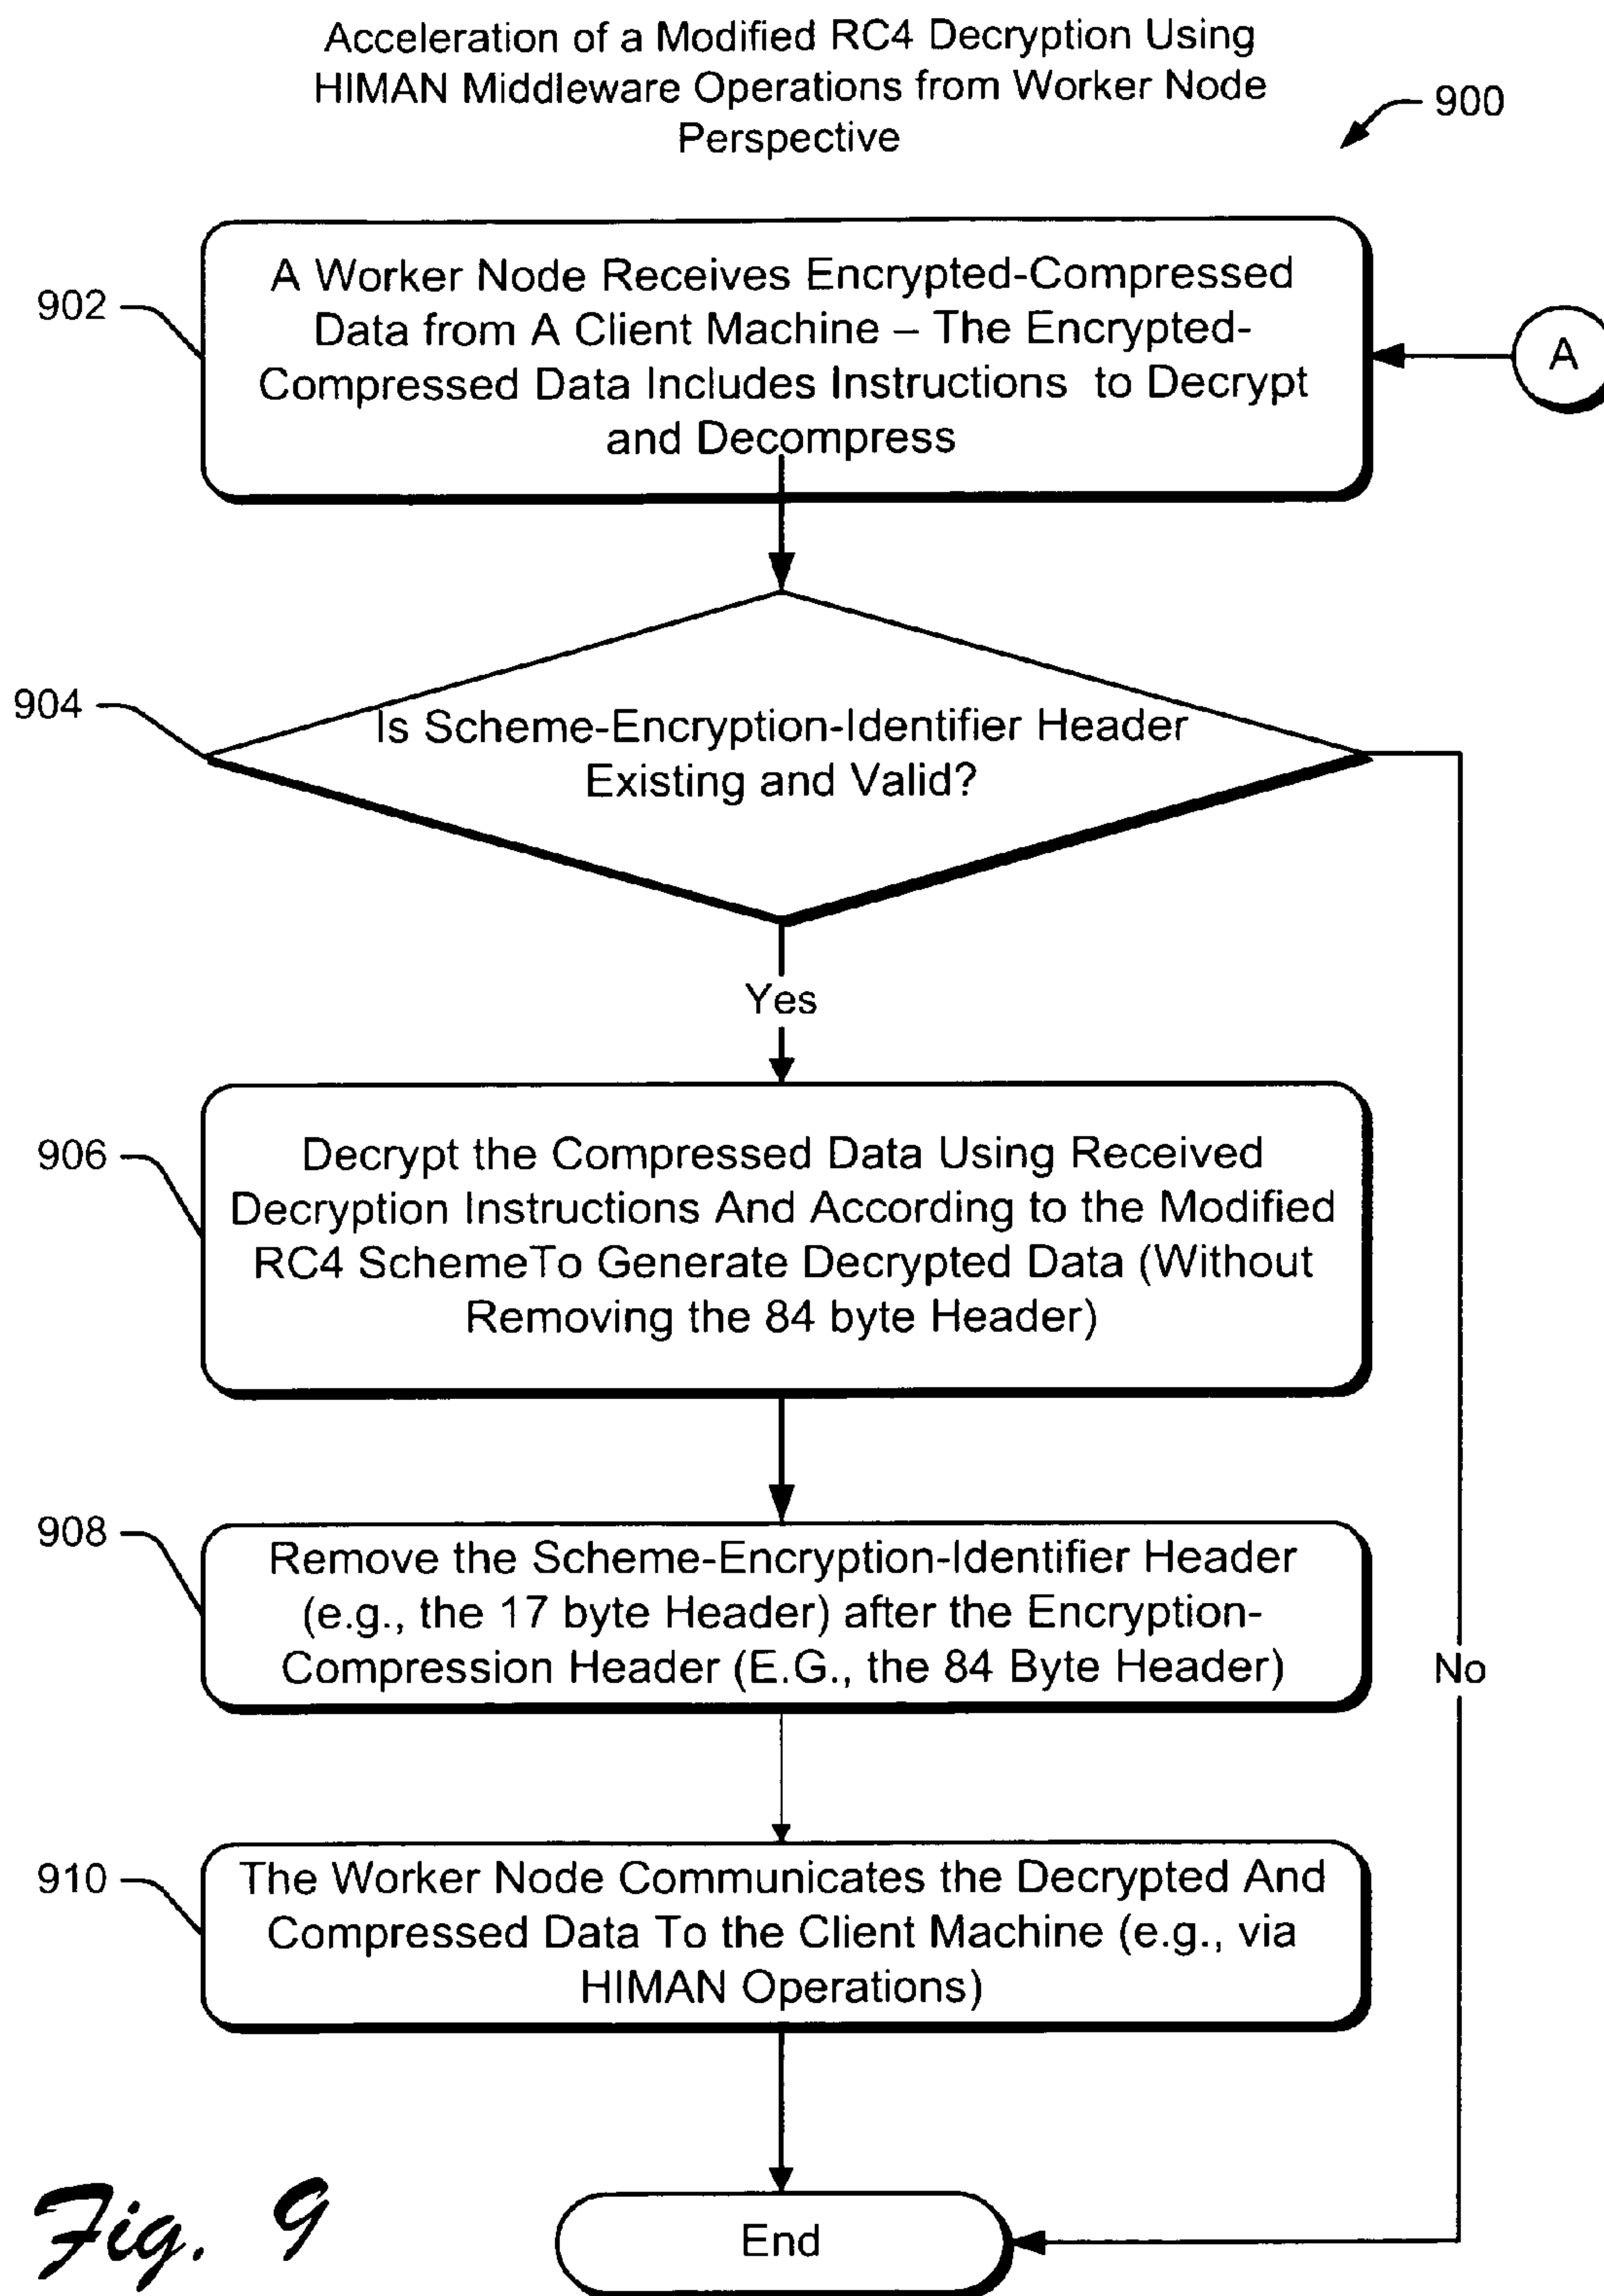 Acceleration of a Modified RC4 Decryption Using
HIMAN Middleware Operations from Worker Node
Perspective
900
902
A Worker Node Receives Encrypted-Compressed
Data from A Client Machine – The Encrypted-
Compressed Data Includes Instructions to Decrypt
and Decompress
A
904
Is Scheme-Encryption-Identifier Header
Existing and Valid?
Yes
906
Decrypt the Compressed Data Using Received
Decryption Instructions And According to the Modified
RC4 SchemeTo Generate Decrypted Data (Without
Removing the 84 byte Header)
908
Remove the Scheme-Encryption-Identifier Header
(e.g., the 17 byte Header) after the Encryption-
Compression Header (E.G., the 84 Byte Header)
No
910
The Worker Node Communicates the Decrypted And
Compressed Data To the Client Machine (e.g., via
HIMAN Operations)
End
Fig. 9